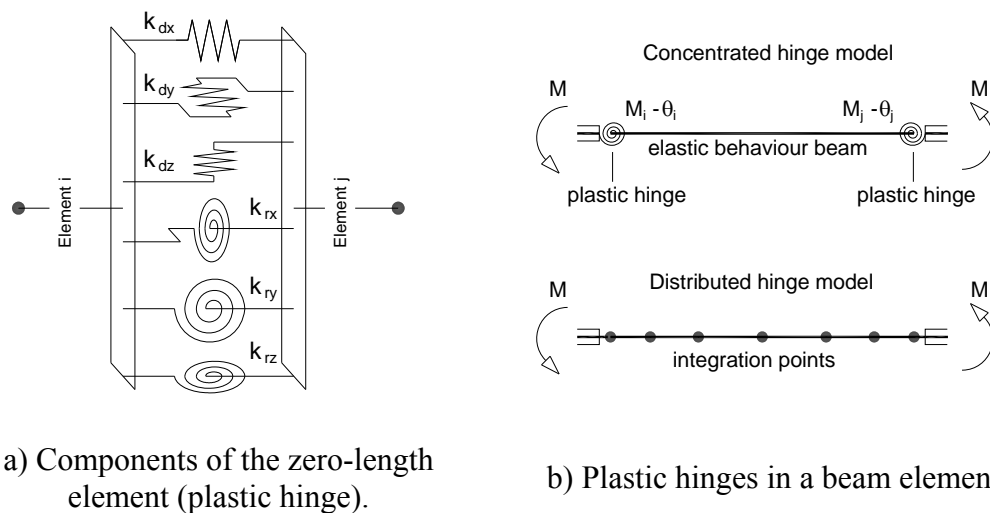 k dx
k dy
k dz
k rx
k ry
k rz
Element i
Element j
a) Components of the zero-length
element (plastic hinge).
Concentrated hinge model
M
M
M i - θ i
M j - θ j
elastic behaviour beam
plastic hinge
plastic hinge
Distributed hinge model
M
M
integration points
b) Plastic hinges in a beam elemen